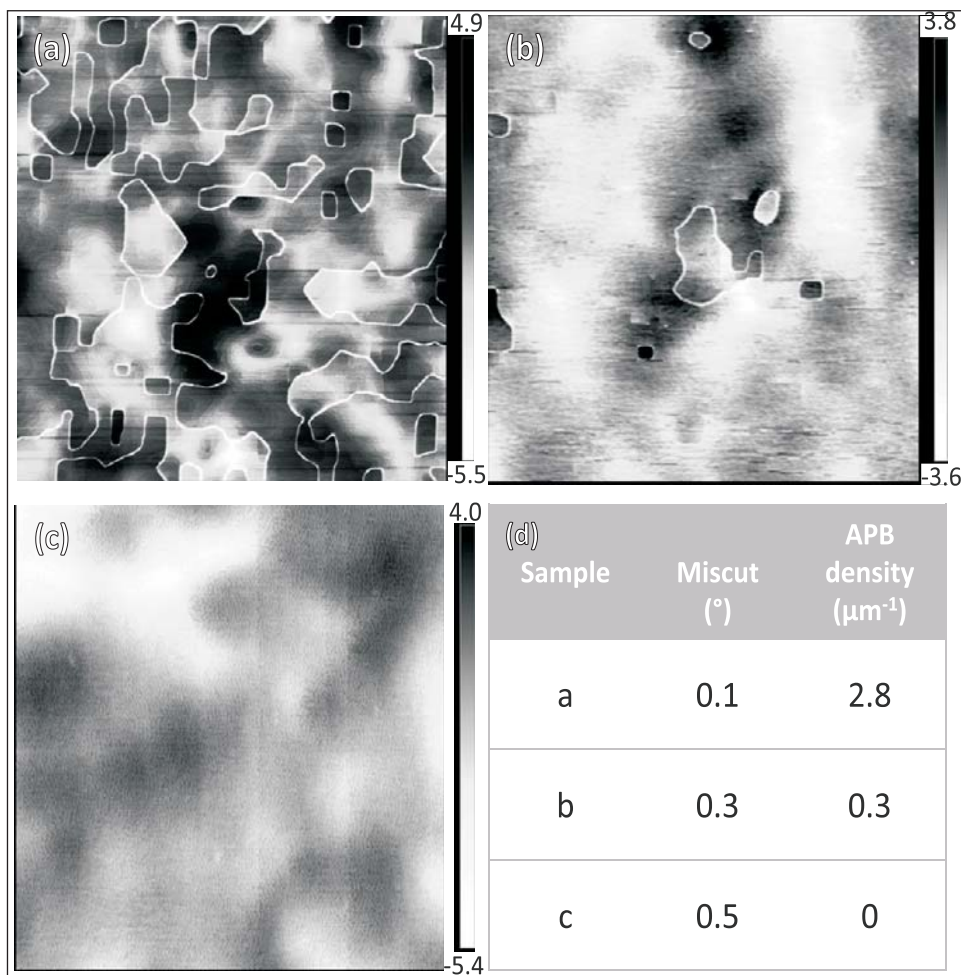 (a)
4.9
-5.5
(b)
3.8
-3.6
(c)
4.0
-5.4
(d)
Sample Miscut (°) APB density (μm⁻¹)
a 0.1 2.8
b 0.3 0.3
c 0.5 0